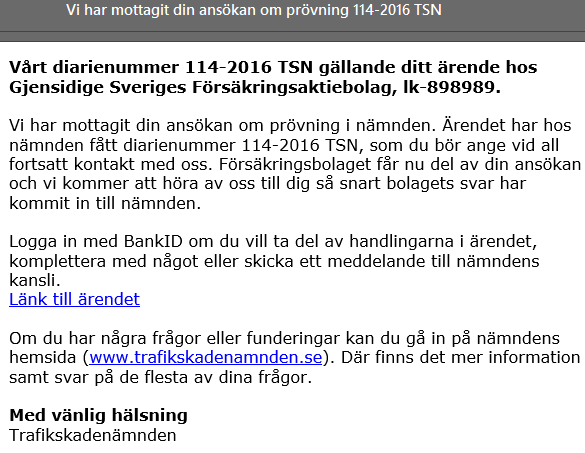 Vi har mottagit din ansökan om prövning 114-2016 TSN
Vårt diarienummer 114-2016 TSN gällande ditt ärende hos
Gjensidige Sveriges Försäkringsaktiebolag, lk-898989.
Vi har mottagit din ansökan om prövning i nämnden. Ärendet har hos
nämnden fått diarienummer 114-2016 TSN, som du bör ange vid all
fortsatt kontakt med oss. Försäkringsbolaget får nu del av din ansökan
och vi kommer att höra av oss till dig så snart bolagets svar har
kommit in till nämnden.
Logga in med BankID om du vill ta del av handlingarna i ärendet,
komplettera med något eller skicka ett meddelande till nämndens
kansli.
Länk till ärendet
Om du har några frågor eller funderingar kan du gå in på nämndens
hemsida (www.trafikskadenamnden.se). Där finns det mer information
samt svar på de flesta av dina frågor.
Med vänlig hälsning
Trafikskadenämnden